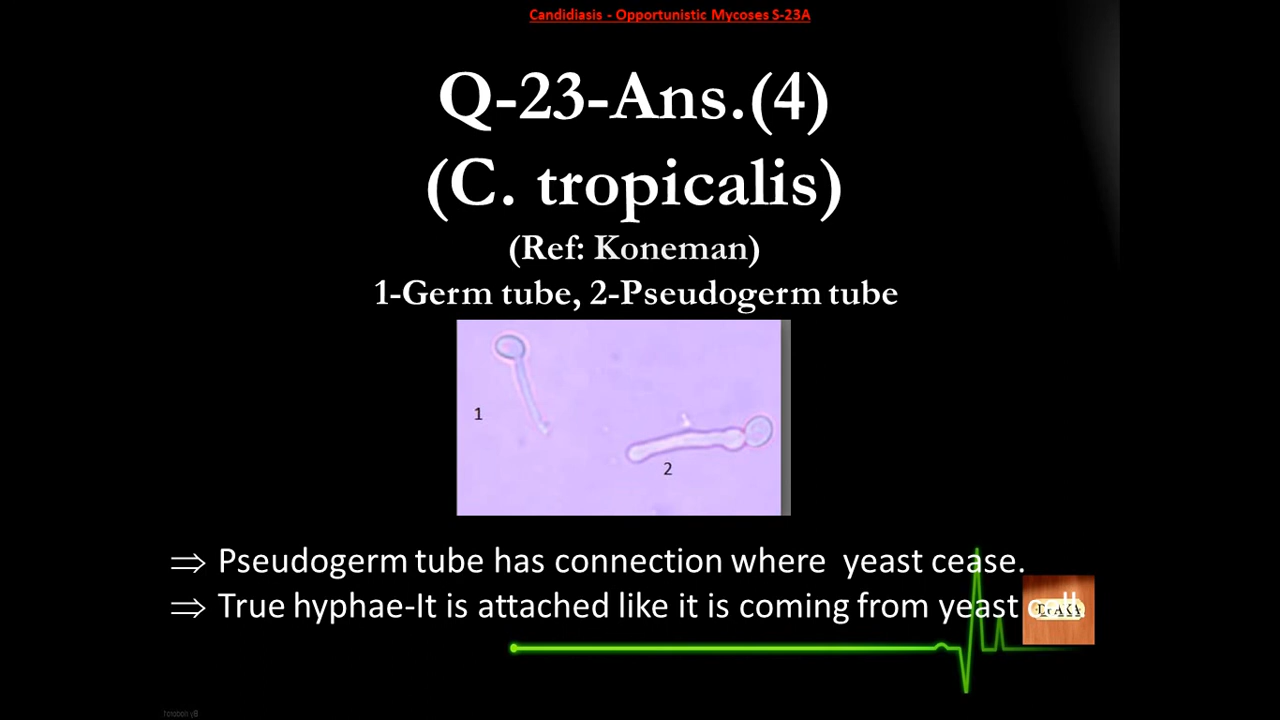 Candidiasis - Opportunistic Mycoses S-23A
Q-23-Ans.(4)
(C. tropicalis)
(Ref: Koneman)
1-Germ tube, 2-Pseudogerm tube
1
2
⇒ Pseudogerm tube has connection where yeast cease.
⇒ True hyphae-It is attached like it is coming from yeast cell.